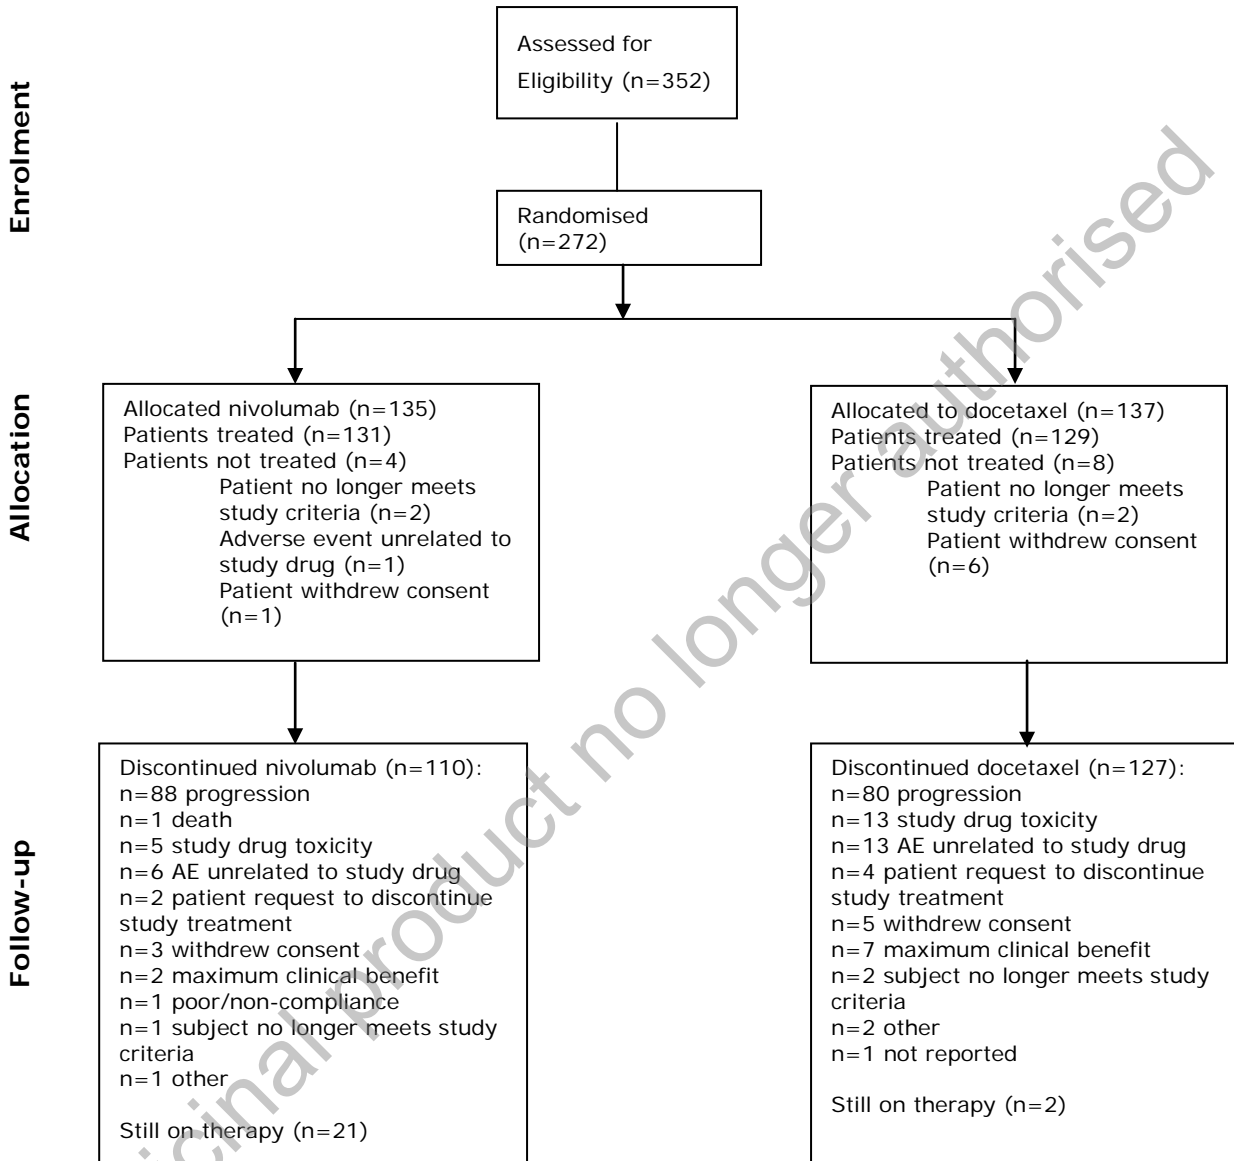 Enrolment
Assessed for
Eligibility (n=352)
Randomised
(n=272)
Allocation
Allocated nivolumab (n=135)
Patients treated (n=131)
Patients not treated (n=4)
Patient no longer meets
study criteria (n=2)
Adverse event unrelated to
study drug (n=1)
Patient withdrew consent
(n=1)
Allocated to docetaxel (n=137)
Patients treated (n=129)
Patients not treated (n=8)
Patient no longer meets
study criteria (n=2)
Patient withdrew consent
(n=6)
Follow-up
Discontinued nivolumab (n=110):
n=88 progression
n=1 death
n=5 study drug toxicity
n=6 AE unrelated to study drug
n=2 patient request to discontinue
study treatment
n=3 withdrew consent
n=2 maximum clinical benefit
n=1 poor/non-compliance
n=1 subject no longer meets study
criteria
n=1 other
Still on therapy (n=21)
Discontinued docetaxel (n=127):
n=80 progression
n=13 study drug toxicity
n=13 AE unrelated to study drug
n=4 patient request to discontinue
study treatment
n=5 withdrew consent
n=7 maximum clinical benefit
n=2 subject no longer meets study
criteria
n=2 other
n=1 not reported
Still on therapy (n=2)
icinal product no longer authorised